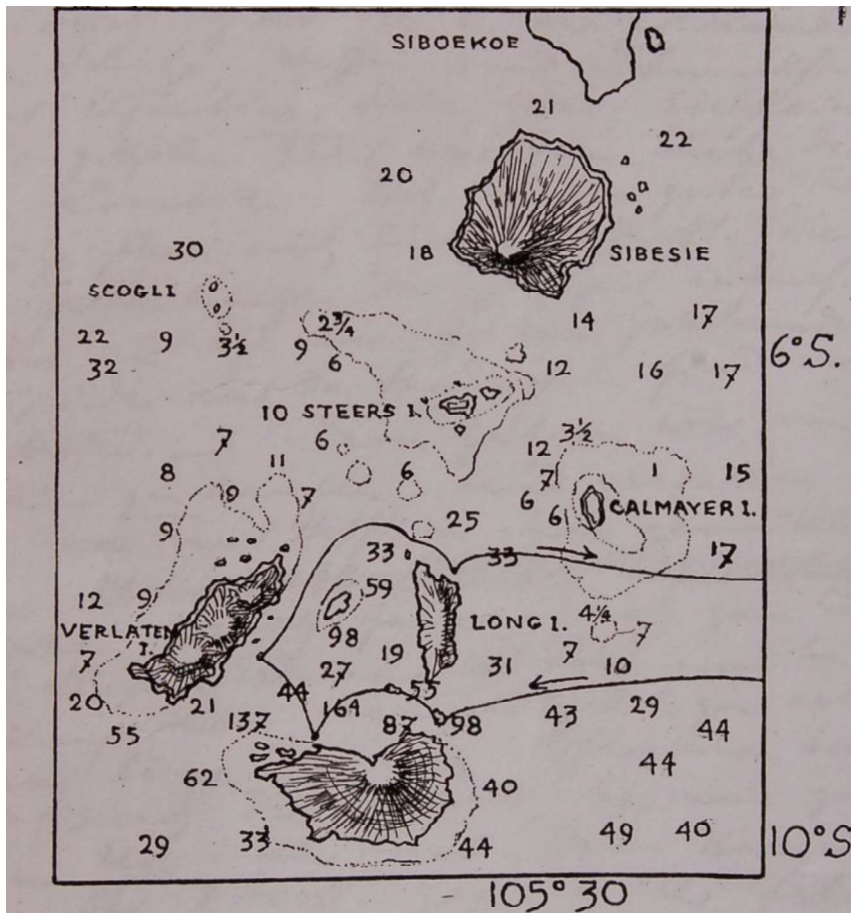 SIBOEKOE
21
22
20
18 SIBESIE
30
SCOGLI
2¾ 14 17
22 9 3½ 9 6°S.
32 6 12 16 17
10 STEERS I.
7 6 12 3½
8 11 6 7 1 15
9 7 6 6 CALMAYER I.
9 25
33 33 17
59
12 9 4¼
VERLATEN I. 98 LONG I. 7
7 27 19 31 7 10
20 21 44 55
137 164 87 98 43 29
55 44
62 40 44
29 33 44 49 40 10°S
105°30